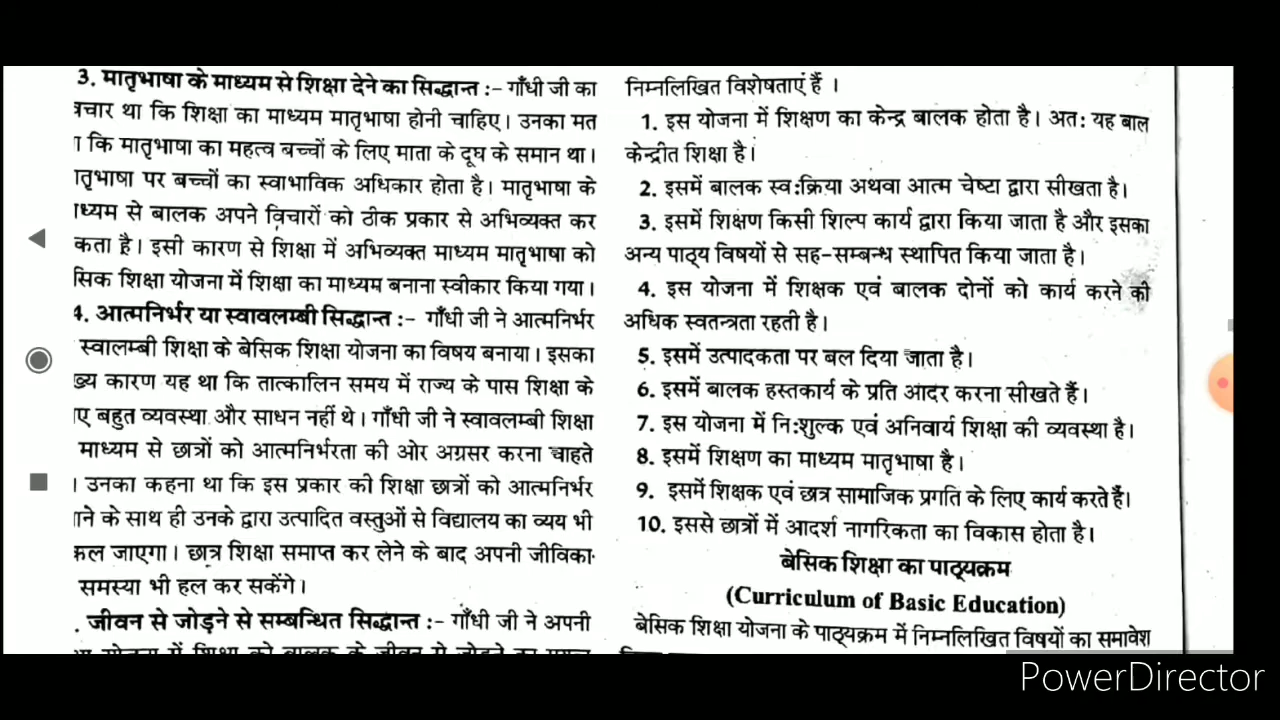 3. मातृभाषा के माध्यम से शिक्षा देने का सिद्धान्त :- गाँधी जी का
चार था कि शिक्षा का माध्यम मातृभाषा होनी चाहिए। उनका मत
कि मातृभाषा का महत्व बच्चों के लिए माता के दूध के समान था।
तृभाषा पर बच्चों का स्वाभाविक अधिकार होता है। मातृभाषा के
ध्यम से बालक अपने विचारों को ठीक प्रकार से अभिव्यक्त कर
कता है। इसी कारण से शिक्षा में अभिव्यक्त माध्यम मातृभाषा को
सिक शिक्षा योजना में शिक्षा का माध्यम बनाना स्वीकार किया गया।
4. आत्मनिर्भर या स्वावलम्बी सिद्धान्त :- गाँधी जी ने आत्मनिर्भर
स्वालम्बी शिक्षा के बेसिक शिक्षा योजना का विषय बनाया। इसका
ख्य कारण यह था कि तात्कालिन समय में राज्य के पास शिक्षा के
ए बहुत व्यवस्था और साधन नहीं थे। गाँधी जी ने स्वावलम्बी शिक्षा
माध्यम से छात्रों को आत्मनिर्भरता की ओर अग्रसर करना चाहते
। उनका कहना था कि इस प्रकार की शिक्षा छात्रों को आत्मनिर्भर
ाने के साथ ही उनके द्वारा उत्पादित वस्तुओं से विद्यालय का व्यय भी
कल जाएगा। छात्र शिक्षा समाप्त कर लेने के बाद अपनी जीविका
समस्या भी हल कर सकेंगे।
. जीवन से जोड़ने से सम्बन्धित सिद्धान्त :- गाँधी जी ने अपनी
निम्नलिखित विशेषताएं हैं ।
1. इस योजना में शिक्षण का केन्द्र बालक होता है। अत: यह बाल
केन्द्रीत शिक्षा है।
2. इसमें बालक स्व:क्रिया अथवा आत्म चेष्टा द्वारा सीखता है।
3. इसमें शिक्षण किसी शिल्प कार्य द्वारा किया जाता है और इसका
अन्य पाठ्य विषयों से सह-सम्बन्ध स्थापित किया जाता है।
4. इस योजना में शिक्षक एवं बालक दोनों को कार्य करने की
अधिक स्वतन्त्रता रहती है।
5. इसमें उत्पादकता पर बल दिया जाता है।
6. इसमें बालक हस्तकार्य के प्रति आदर करना सीखते हैं।
7. इस योजना में नि:शुल्क एवं अनिवार्य शिक्षा की व्यवस्था है।
8. इसमें शिक्षण का माध्यम मातृभाषा है।
9. इसमें शिक्षक एवं छात्र सामाजिक प्रगति के लिए कार्य करते हैं।
10. इससे छात्रों में आदर्श नागरिकता का विकास होता है।
बेसिक शिक्षा का पाठ्यक्रम
(Curriculum of Basic Education)
बेसिक शिक्षा योजना के पाठ्यक्रम में निम्नलिखित विषयों का समावेश
PowerDirector